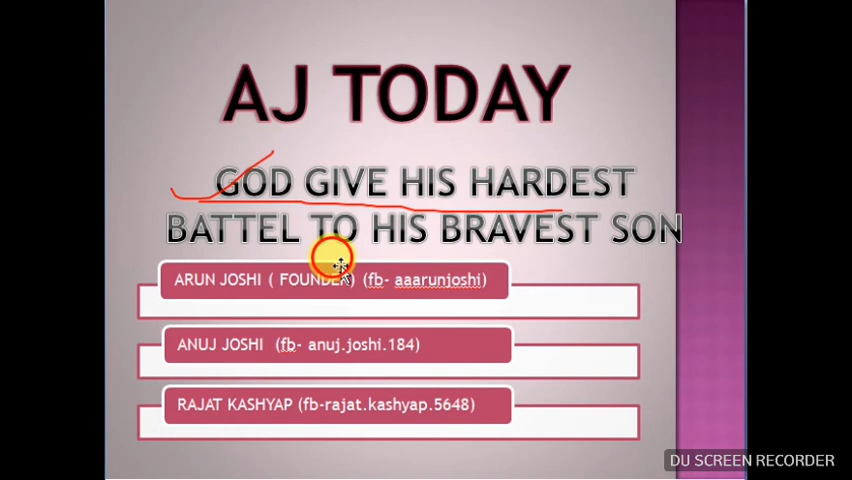 AJ TODAY
GOD GIVE HIS HARDEST
BATTEL TO HIS BRAVEST SON
ARUN JOSHI ( FOUNDER) (fb- aaarunjoshi)
ANUJ JOSHI (fb- anuj.joshi.184)
RAJAT KASHYAP (fb-rajat.kashyap.5648)
DU SCREEN RECORDER